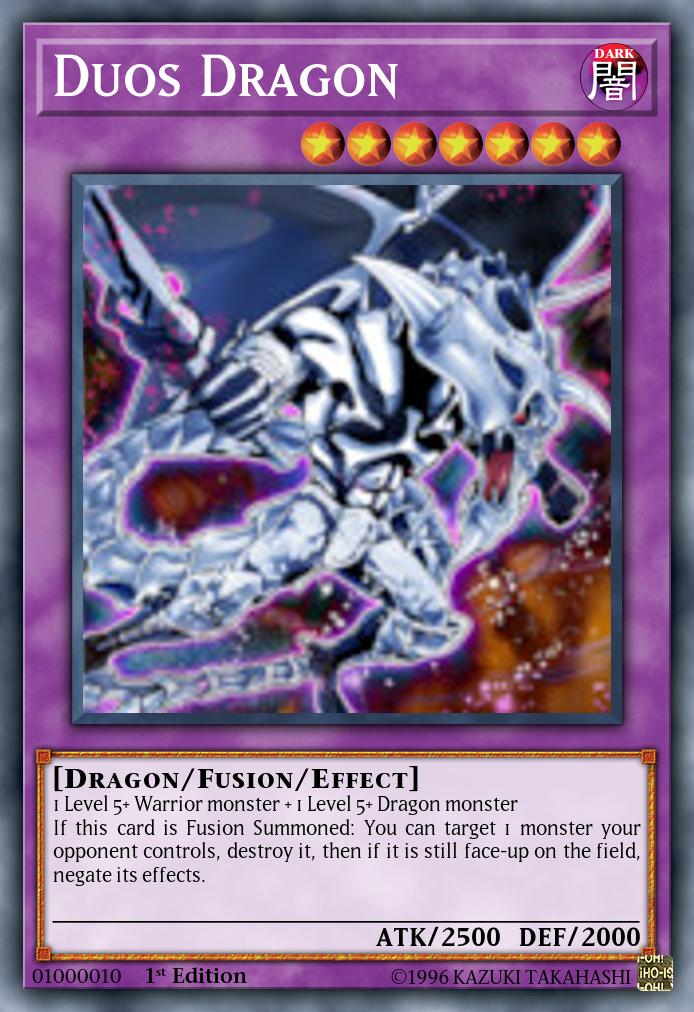 Duos Dragon
DARK
闇
[Dragon/Fusion/Effect]
1 Level 5+ Warrior monster + 1 Level 5+ Dragon monster
If this card is Fusion Summoned: You can target 1 monster your
opponent controls, destroy it, then if it is still face-up on the field,
negate its effects.
ATK/2500 DEF/2000
01000010 1st Edition ©1996 KAZUKI TAKAHASHI